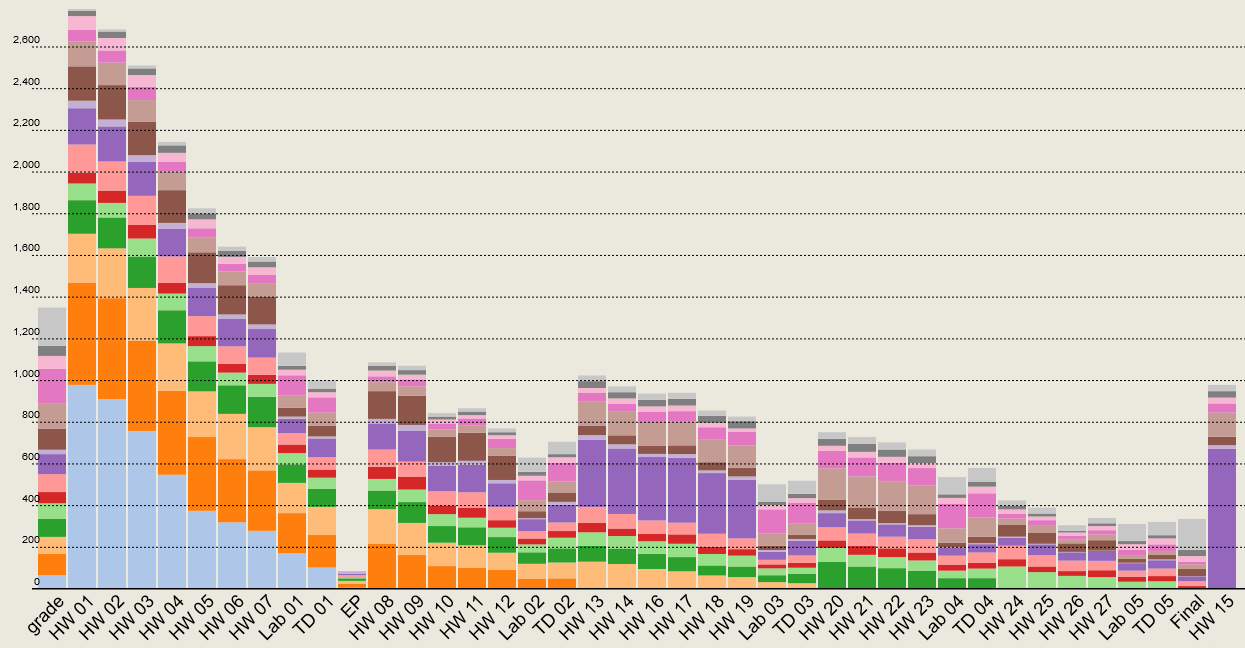 2,600
2,400
2,200
2,000
1,800
1,600
1,400
1,200
1,000
800
600
400
200
0
grade
HW 01
HW 02
HW 03
HW 04
HW 05
HW 06
HW 07
Lab 01
TD 01
EP
HW 08
HW 09
HW 10
HW 11
HW 12
Lab 02
TD 02
HW 13
HW 14
HW 16
HW 17
HW 18
HW 19
Lab 03
TD 03
HW 20
HW 21
HW 22
HW 23
Lab 04
TD 04
HW 24
HW 25
HW 26
HW 27
Lab 05
TD 05
Final
HW 15